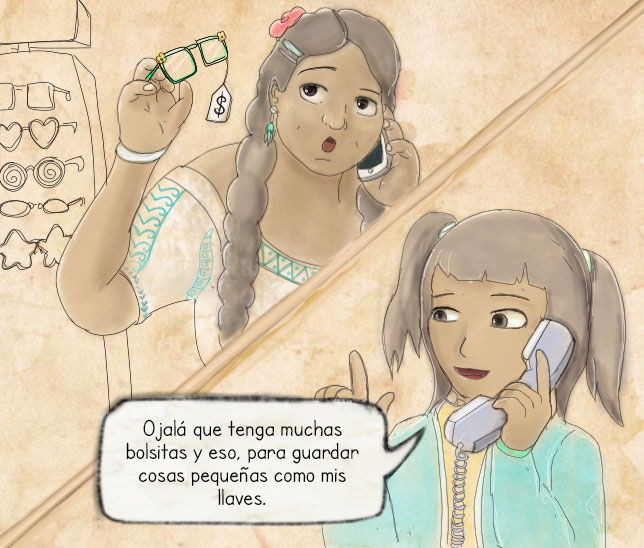 $
Ojalá que tenga muchas
bolsitas y eso, para guardar
cosas pequeñas como mis
llaves.